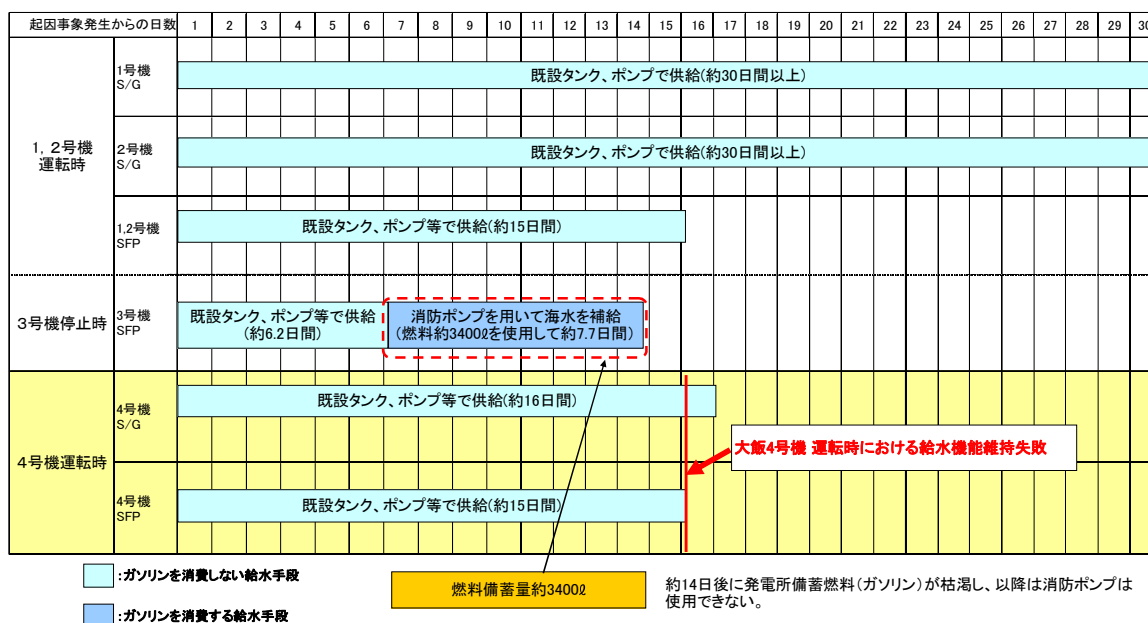 起因事象発生からの日数 1 2 3 4 5 6 7 8 9 10 11 12 13 14 15 16 17 18 19 20 21 22 23 24 25 26 27 28 29 30
1，2号機
運転時
1号機
S/G
既設タンク、ポンプで供給(約30日間以上)
2号機
S/G
既設タンク、ポンプで供給(約30日間以上)
1,2号機
SFP
既設タンク、ポンプ等で供給(約15日間)
3号機停止時
3号機
SFP
既設タンク、ポンプ等で供給
(約6.2日間)
消防ポンプを用いて海水を補給
(燃料約3400ℓを使用して約7.7日間)
4号機運転時
4号機
S/G
既設タンク、ポンプ等で供給(約16日間)
大飯4号機 運転時における給水機能維持失敗
4号機
SFP
既設タンク、ポンプ等で供給(約15日間)
:ガソリンを消費しない給水手段
:ガソリンを消費する給水手段
燃料備蓄量約3400ℓ
約14日後に発電所備蓄燃料(ガソリン)が枯渇し、以降は消防ポンプは
使用できない。